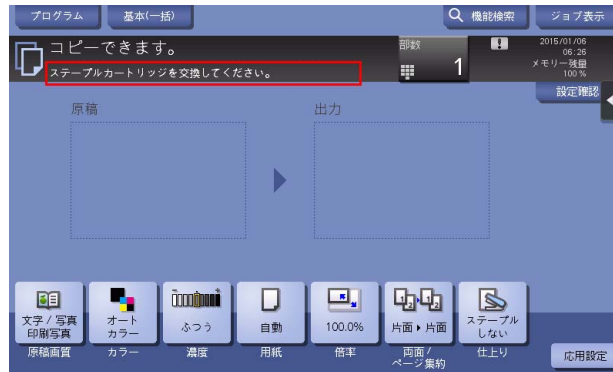 プログラム
基本(一括)
機能検索
ジョブ表示
コピーできます。
ステープルカートリッジを交換してください。
部数
1
2015/01/06
06:26
メモリー残量
100 %
設定確認
原稿
出力
文字 / 写真
印刷写真
原稿画質
オート
カラー
カラー
ふつう
濃度
自動
用紙
100.0%
倍率
片面 ▶ 片面
両面 /
ページ集約
ステープル
しない
仕上り
応用設定